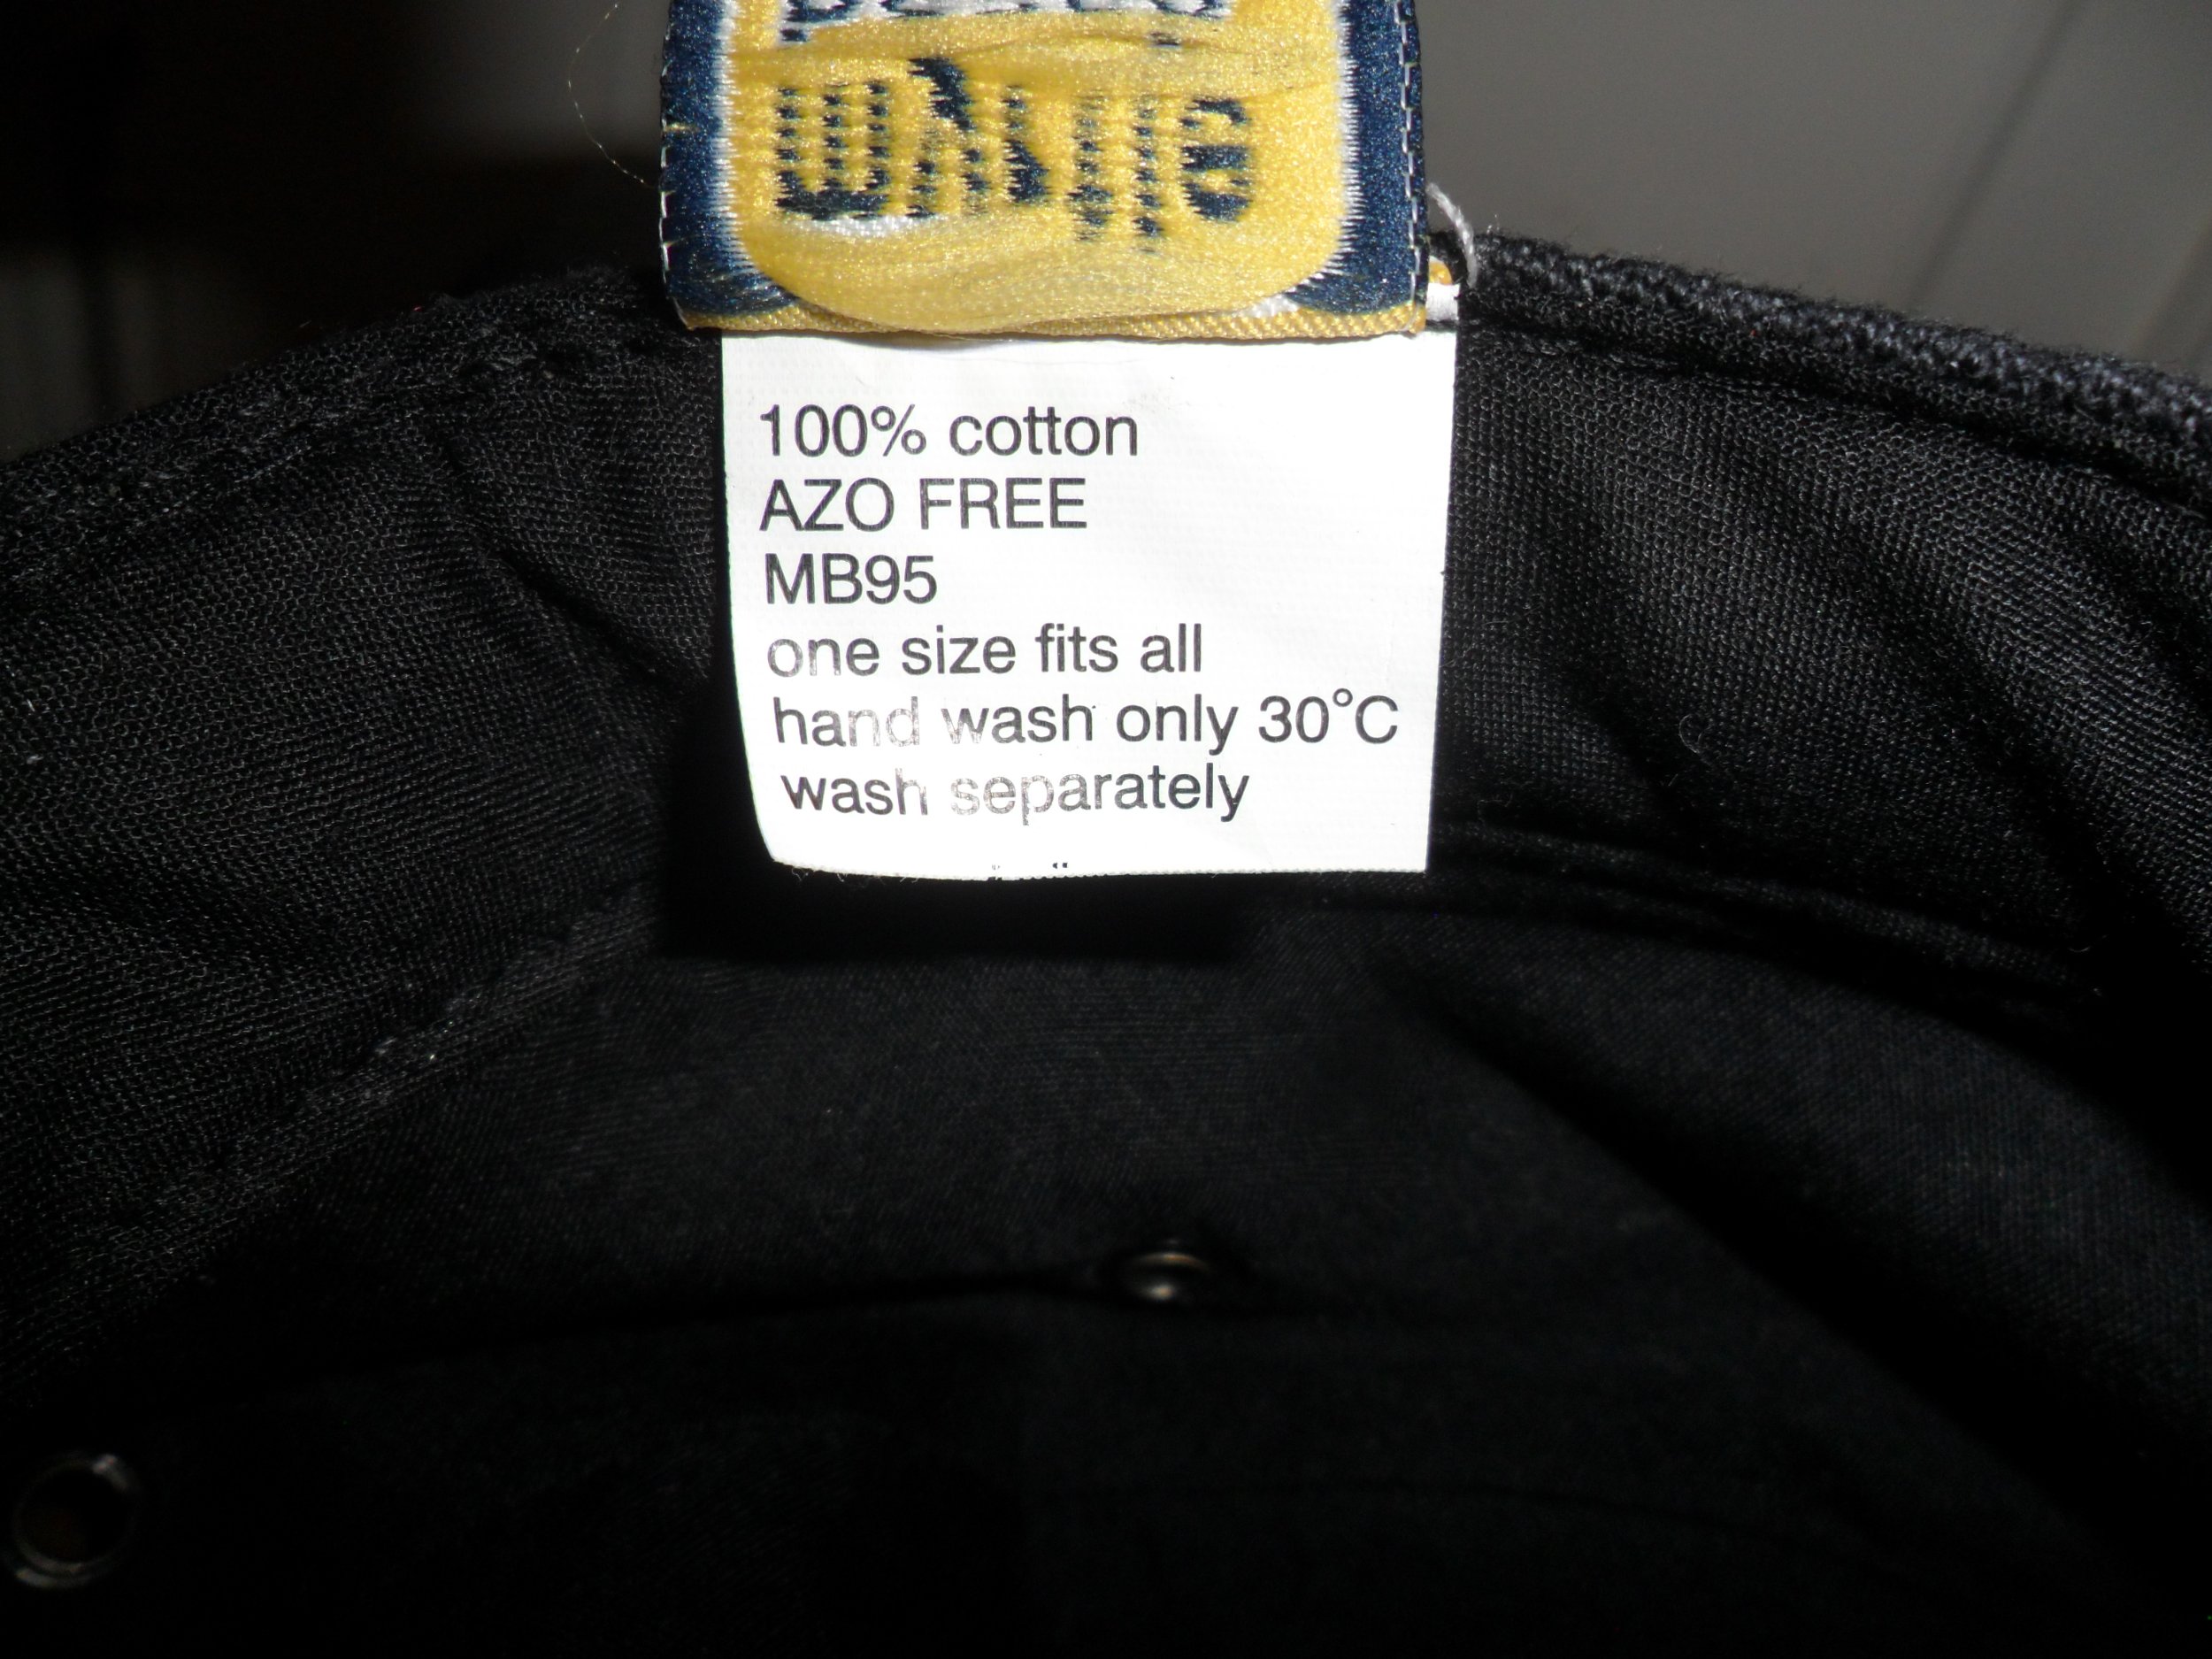 100% cotton
AZO FREE
MB95
one size fits all
hand wash only 30°C
wash separately